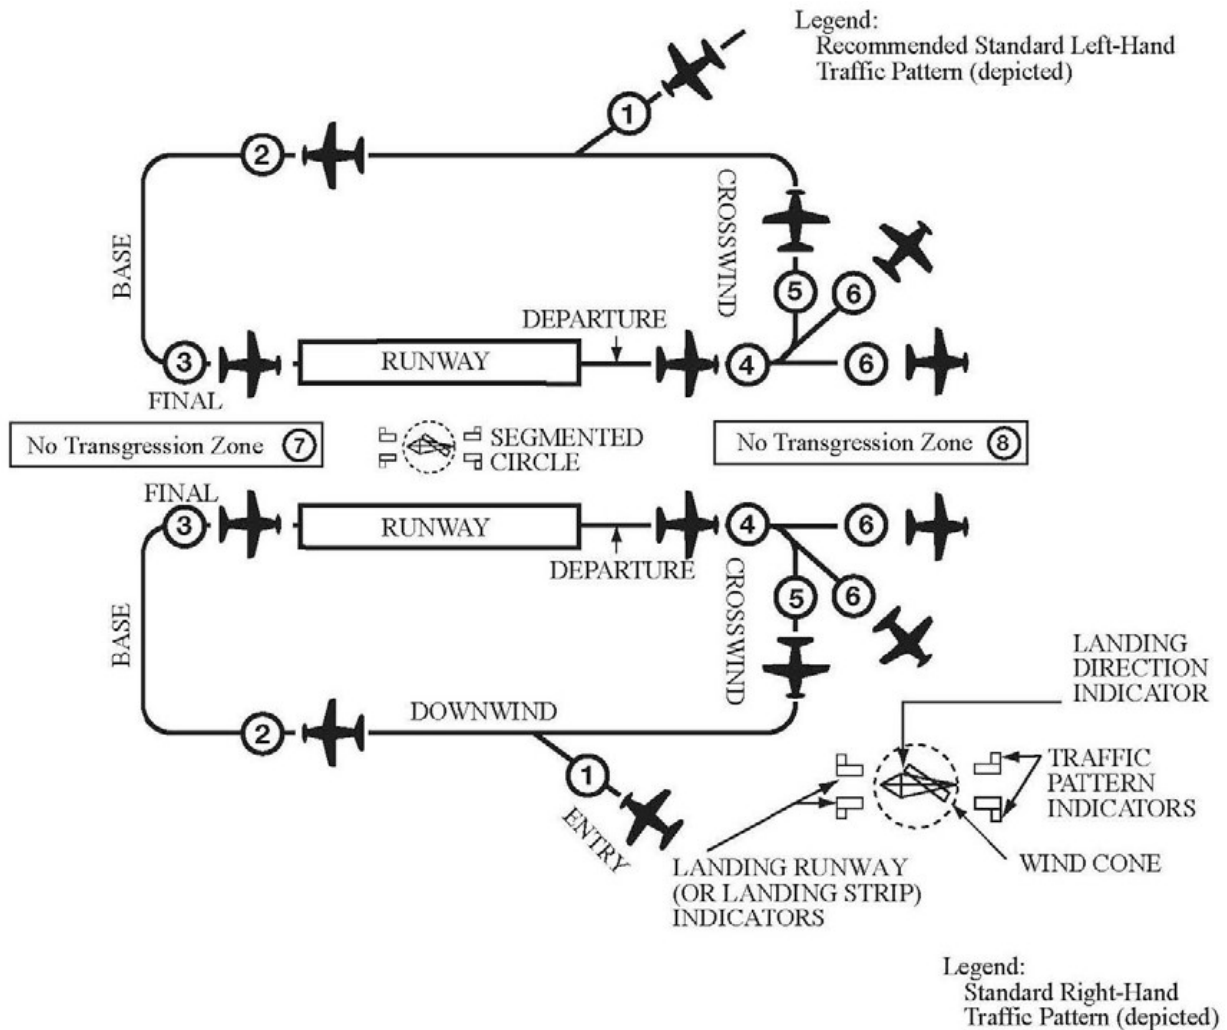 Legend:
Recommended Standard Left-Hand
Traffic Pattern (depicted)
1
2
CROSSWIND
BASE
5
6
DEPARTURE
3
RUNWAY
4
6
FINAL
No Transgression Zone 7
SEGMENTED
CIRCLE
No Transgression Zone 8
FINAL
3
RUNWAY
4
6
DEPARTURE
CROSSWIND
5
6
BASE
LANDING
DIRECTION
INDICATOR
DOWNWIND
2
1
ENTRY
TRAFFIC
PATTERN
INDICATORS
WIND CONE
LANDING RUNWAY
(OR LANDING STRIP)
INDICATORS
Legend:
Standard Right-Hand
Traffic Pattern (depicted)